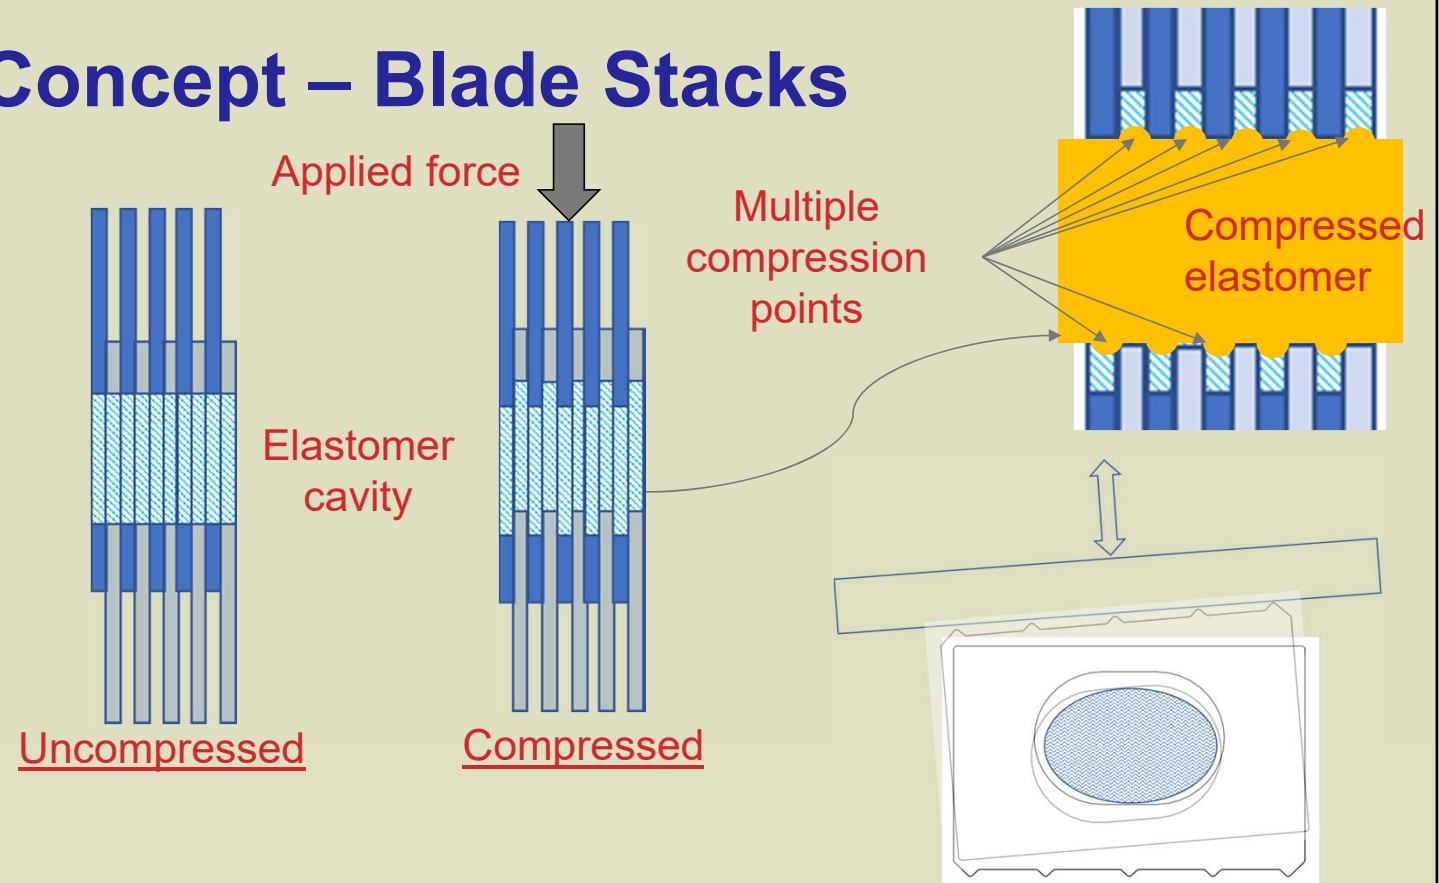 Concept – Blade Stacks
Applied force
Multiple
compression
points
Compressed
elastomer
Elastomer
cavity
Uncompressed
Compressed